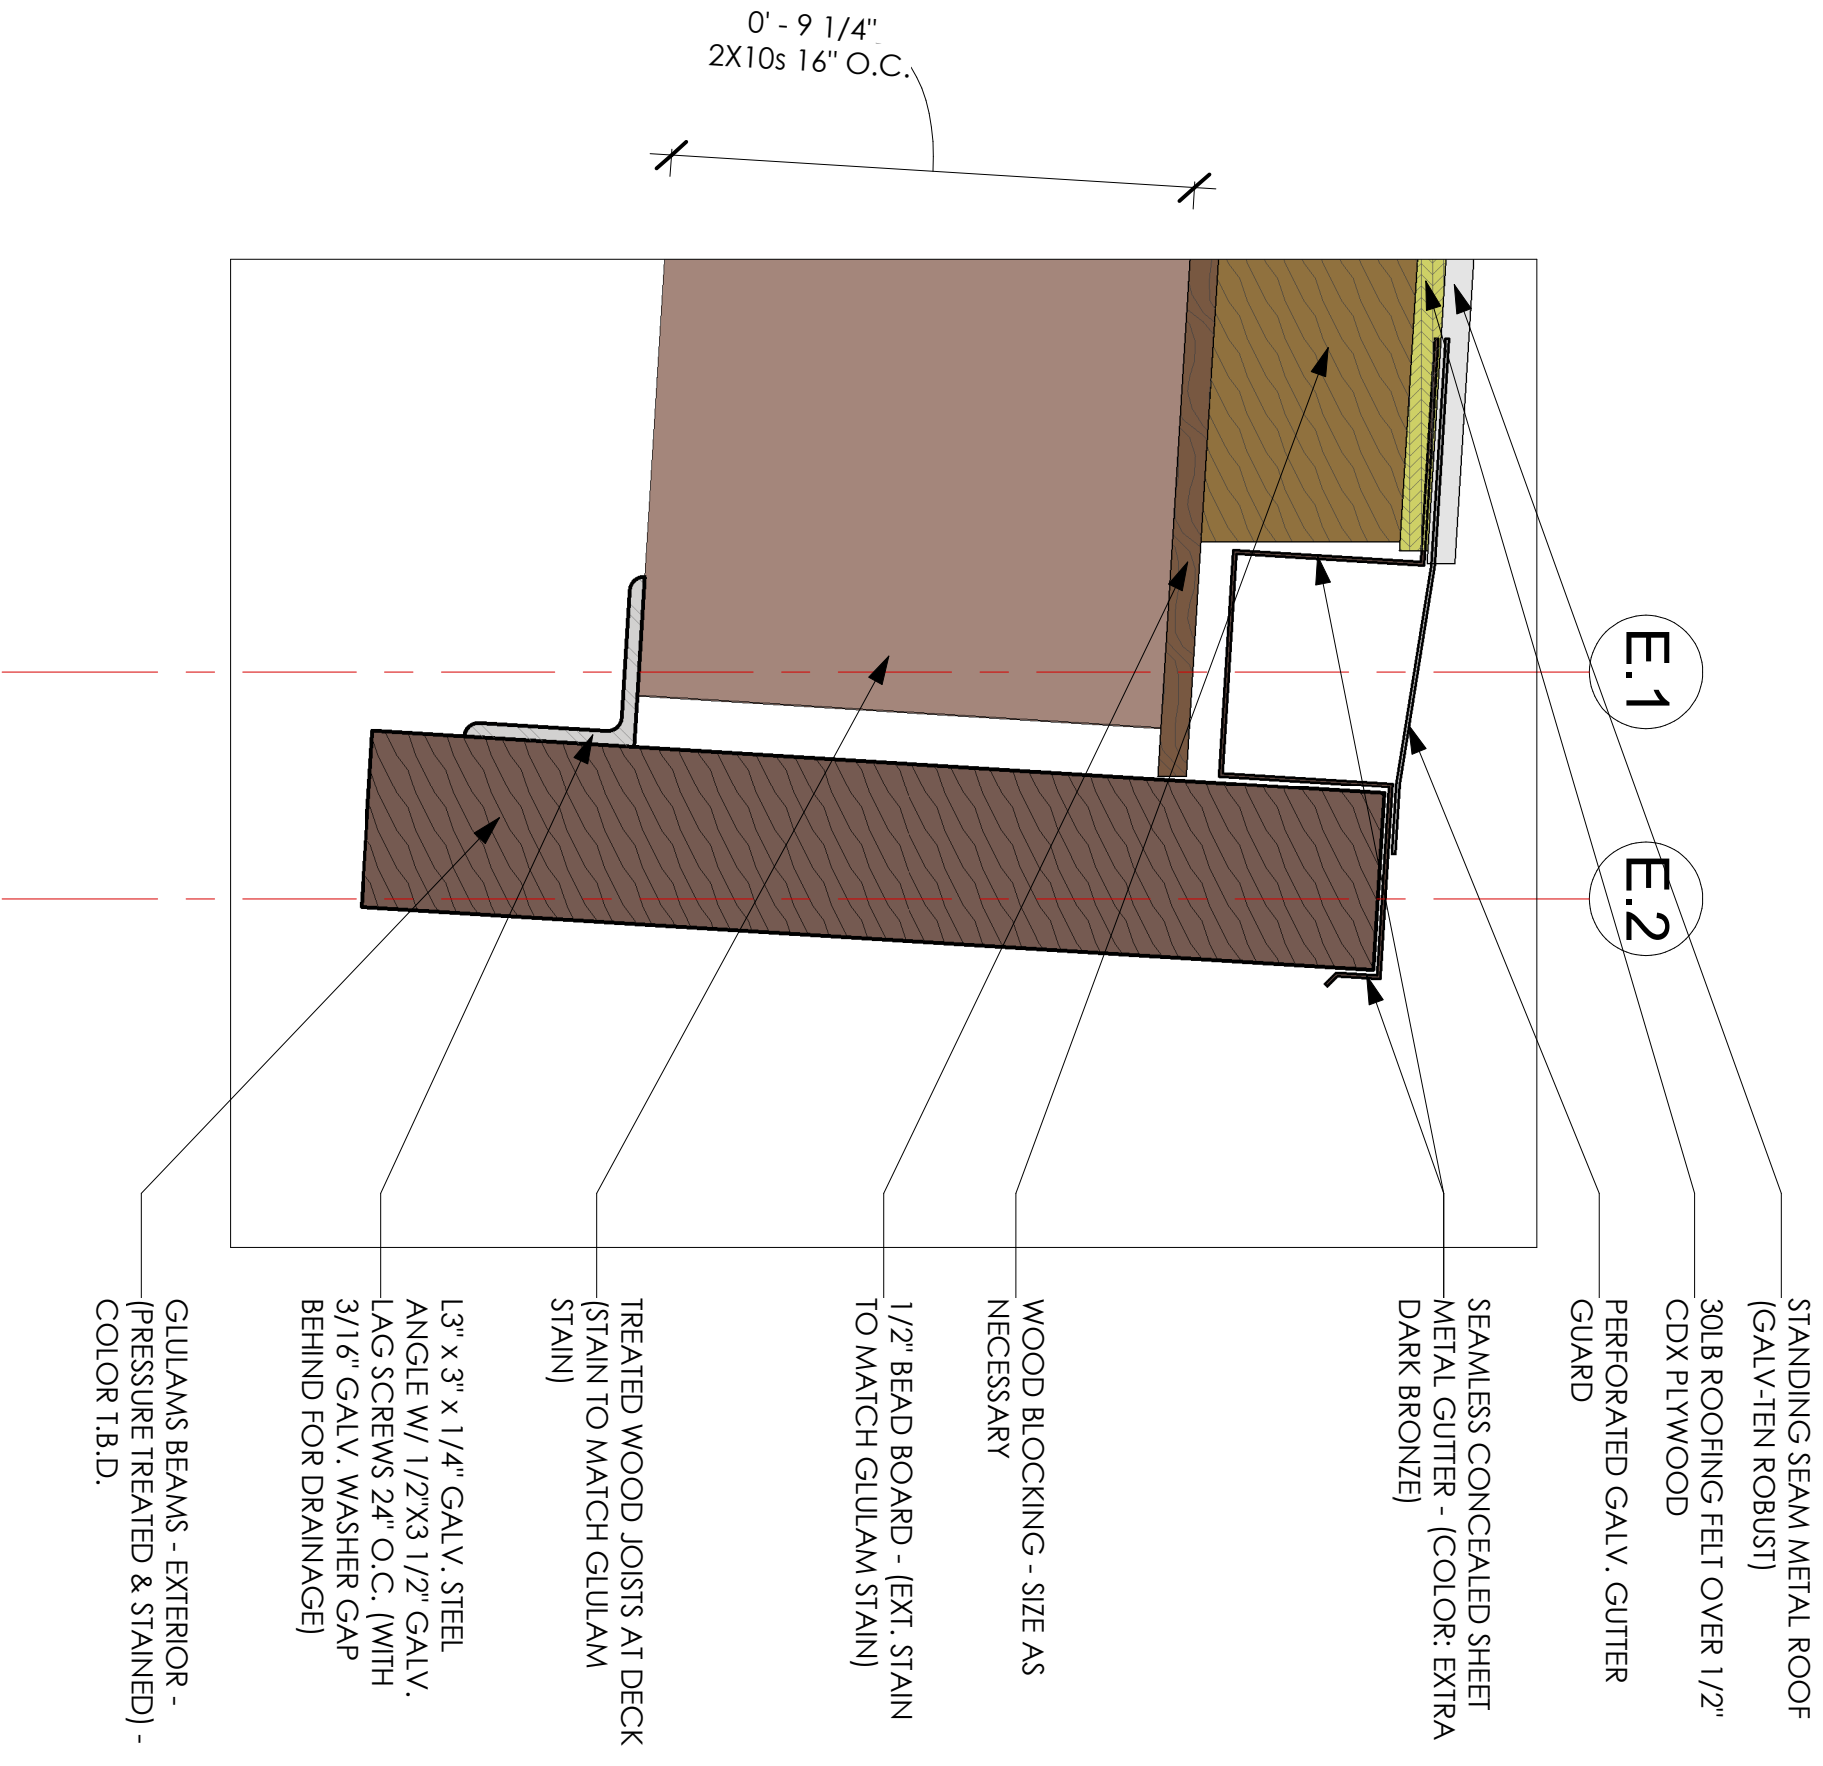 0' - 9 1/4"
2X10s 16" O.C.
E.1
E.2
STANDING SEAM METAL ROOF
(GALV-TEN ROBUST)
30LB ROOFING FELT OVER 1/2"
CDX PLYWOOD
PERFORATED GALV. GUTTER
GUARD
SEAMLESS CONCEALED SHEET
METAL GUTTER - (COLOR: EXTRA
DARK BRONZE)
WOOD BLOCKING - SIZE AS
NECESSARY
1/2" BEAD BOARD - (EXT. STAIN
TO MATCH GLULAM STAIN)
TREATED WOOD JOISTS AT DECK
(STAIN TO MATCH GLULAM
STAIN)
L3" x 3" x 1/4" GALV. STEEL
ANGLE W/ 1/2"X3 1/2" GALV.
LAG SCREWS 24" O.C. (WITH
3/16" GALV. WASHER GAP
BEHIND FOR DRAINAGE)
GLULAMS BEAMS - EXTERIOR -
(PRESSURE TREATED & STAINED) -
COLOR T.B.D.